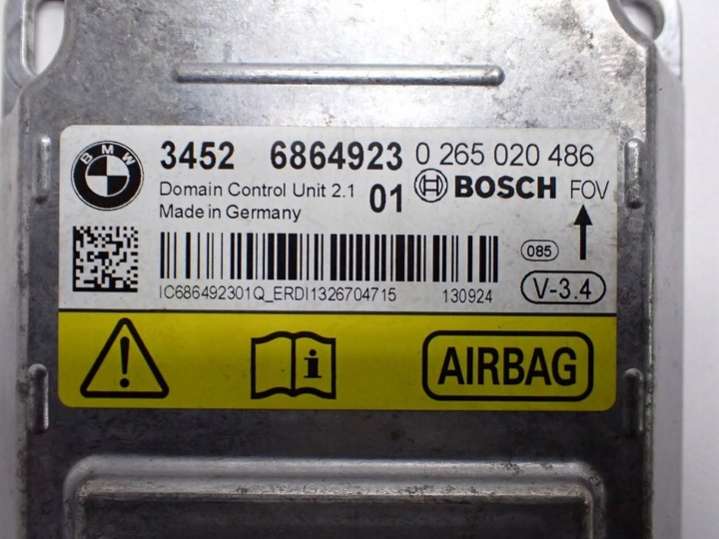 BMW
3452 6864923 0 265 020 486
Domain Control Unit 2.1 01 BOSCH FOV
Made in Germany
085
IC686492301Q_ERDI1326704715 130924 V-3.4
i AIRBAG